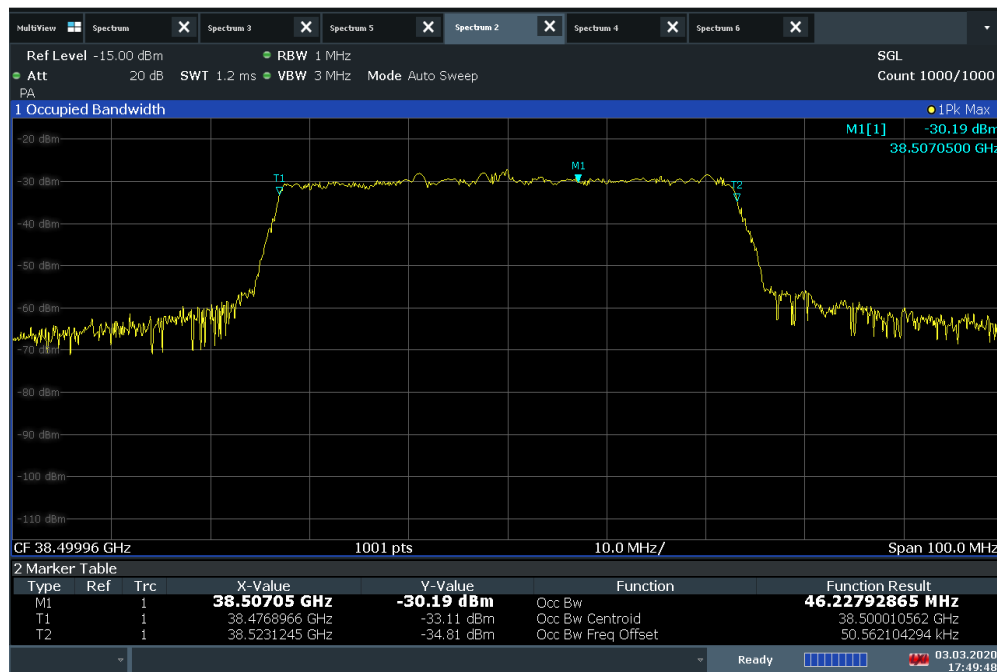 MultiView Spectrum X Spectrum 3 X Spectrum 5 X Spectrum 2 X Spectrum 4 X Spectrum 6 X
Ref Level -15.00 dBm RBW 1 MHz SGL
Att 20 dB SWT 1.2 ms VBW 3 MHz Mode Auto Sweep Count 1000/1000
PA
1 Occupied Bandwidth 1Pk Max
M1[1] -30.19 dBm
38.5070500 GHz
-20 dBm
M1
T1
-30 dBm
T2
-40 dBm
-50 dBm
-60 dBm
-70 dBm
-80 dBm
-90 dBm
-100 dBm
-110 dBm
CF 38.49996 GHz 1001 pts 10.0 MHz/ Span 100.0 MHz
2 Marker Table
Type Ref Trc X-Value Y-Value Function Function Result
M1 1 38.50705 GHz -30.19 dBm Occ Bw 46.22792865 MHz
T1 1 38.4768966 GHz -33.11 dBm Occ Bw Centroid 38.500010562 GHz
T2 1 38.5231245 GHz -34.81 dBm Occ Bw Freq Offset 50.562104294 kHz
Ready 03.03.2020
17:49:48